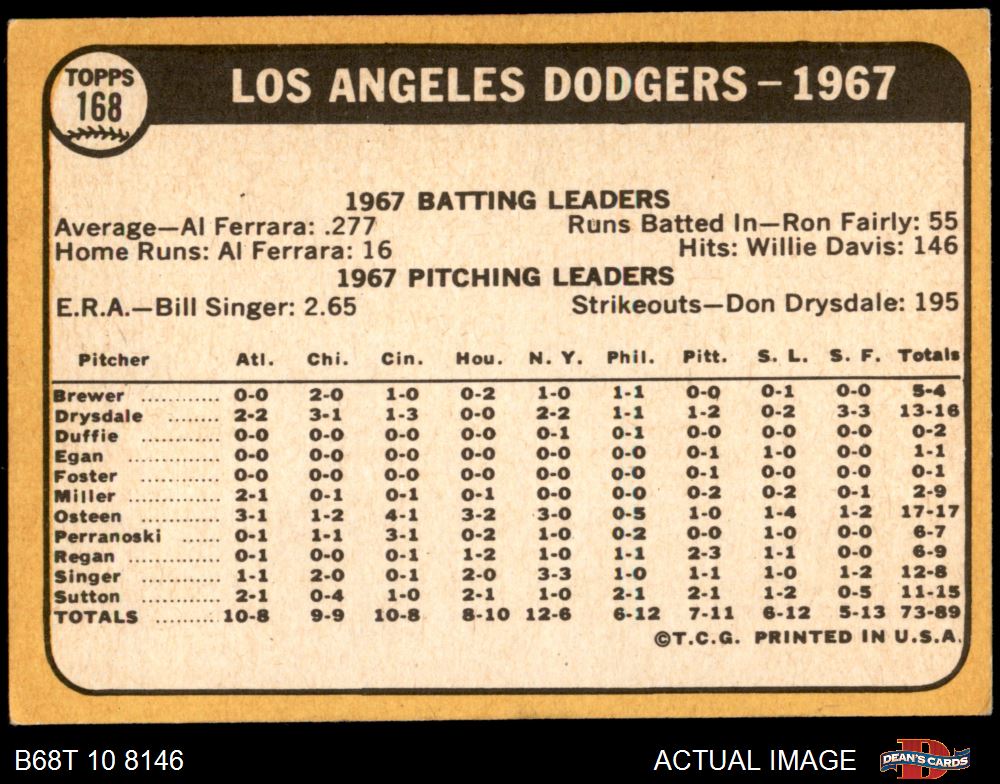 TOPPS
168
LOS ANGELES DODGERS – 1967
1967 BATTING LEADERS
Average—Al Ferrara: .277 Runs Batted In—Ron Fairly: 55
Home Runs: Al Ferrara: 16 Hits: Willie Davis: 146
1967 PITCHING LEADERS
E.R.A.—Bill Singer: 2.65 Strikeouts—Don Drysdale: 195
Pitcher Atl. Chi. Cin. Hou. N. Y. Phil. Pitt. S. L. S. F. Totals
Brewer ........... 0-0 2-0 1-0 0-2 1-0 1-1 0-0 0-1 0-0 5-4
Drysdale ....... 2-2 3-1 1-3 0-0 2-2 1-1 1-2 0-2 3-3 13-16
Duffie ........... 0-0 0-0 0-0 0-0 0-1 0-1 0-0 0-0 0-0 0-2
Egan ............. 0-0 0-0 0-0 0-0 0-0 0-0 0-1 1-0 0-0 1-1
Foster ........... 0-0 0-0 0-0 0-0 0-0 0-0 0-1 0-0 0-0 0-1
Miller ........... 2-1 0-1 0-1 0-1 0-0 0-0 0-2 0-2 0-1 2-9
Osteen ........... 3-1 1-2 4-1 3-2 3-0 0-5 1-0 1-4 1-2 17-17
Perranoski ..... 0-1 1-1 3-1 0-2 1-0 0-2 0-0 1-0 0-0 6-7
Regan ........... 0-1 0-0 0-1 1-2 1-0 1-1 2-3 1-1 0-0 6-9
Singer ........... 1-1 2-0 0-1 2-0 3-3 1-0 1-1 1-0 1-2 12-8
Sutton ........... 2-1 0-4 1-0 2-1 1-0 2-1 2-1 1-2 0-5 11-15
TOTALS ......... 10-8 9-9 10-8 8-10 12-6 6-12 7-11 6-12 5-13 73-89
©T.C.G. PRINTED IN U.S.A.
B68T 10 8146 ACTUAL IMAGE D DEAN'S CARDS